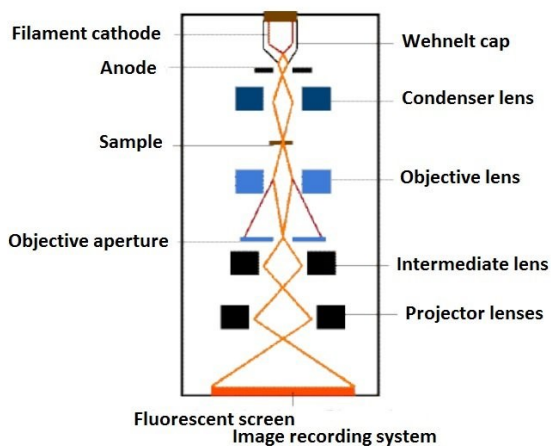 Filament cathode
Wehnelt cap
Anode
Condenser lens
Sample
Objective lens
Objective aperture
Intermediate lens
Projector lenses
Fluorescent screen
Image recording system